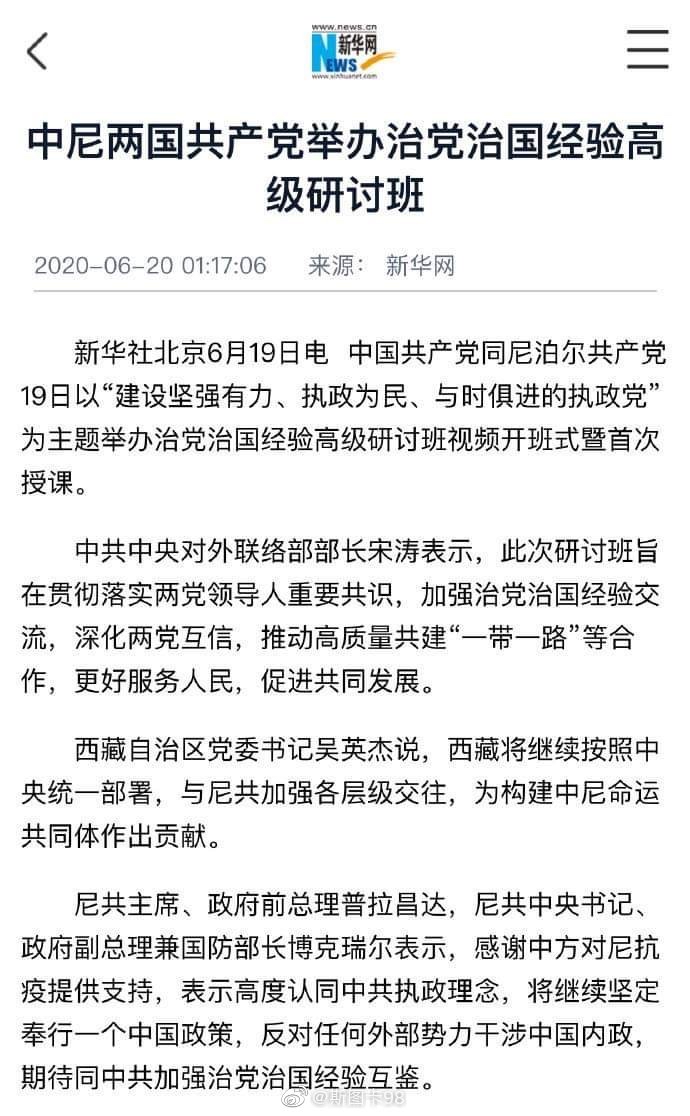 www.news.cn
新华网
NEWS
www.xinhuanet.com
中尼两国共产党举办治党治国经验高
级研讨班
2020-06-20 01:17:06 来源： 新华网
新华社北京6月19日电 中国共产党同尼泊尔共产党
19日以“建设坚强有力、执政为民、与时俱进的执政党”
为主题举办治党治国经验高级研讨班视频开班式暨首次
授课。
中共中央对外联络部部长宋涛表示，此次研讨班旨
在贯彻落实两党领导人重要共识，加强治党治国经验交
流，深化两党互信，推动高质量共建“一带一路”等合
作，更好服务人民，促进共同发展。
西藏自治区党委书记吴英杰说，西藏将继续按照中
央统一部署，与尼共加强各层级交往，为构建中尼命运
共同体作出贡献。
尼共主席、政府前总理普拉昌达，尼共中央书记、
政府副总理兼国防部长博克瑞尔表示，感谢中方对尼抗
疫提供支持，表示高度认同中共执政理念，将继续坚定
奉行一个中国政策，反对任何外部势力干涉中国内政，
期待同中共加强治党治国经验互鉴。
@斯图卡98